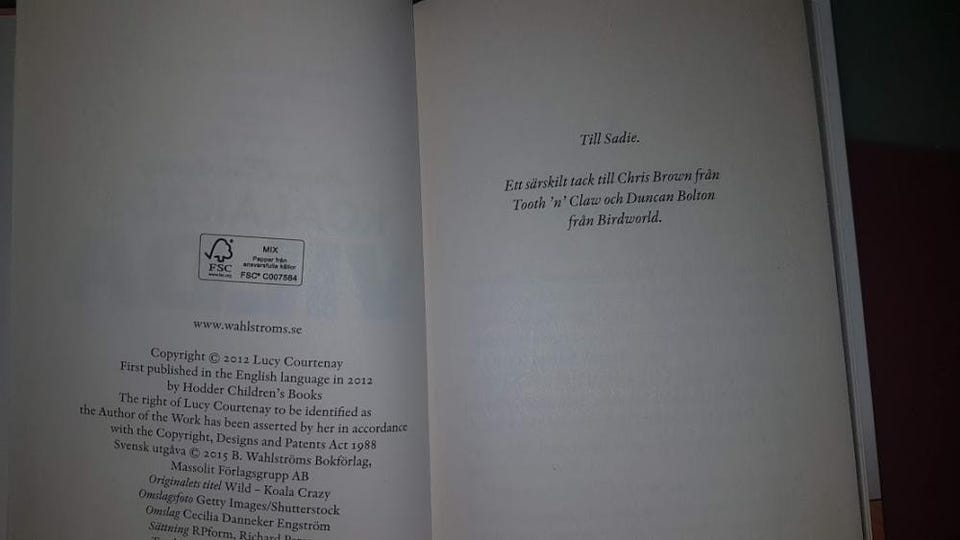 MIX
Papper från
ansvarsfulla källor
FSC
www.fsc.org
FSC® C007584
www.wahlstroms.se
Copyright © 2012 Lucy Courtenay
First published in the English language in 2012
by Hodder Children's Books
The right of Lucy Courtenay to be identified as
the Author of the Work has been asserted by her in accordance
with the Copyright, Designs and Patents Act 1988
Svensk utgåva © 2015 B. Wahlströms Bokförlag,
Massolit Förlagsgrupp AB
Originalets titel Wild – Koala Crazy
Omslagsfoto Getty Images/Shutterstock
Omslag Cecilia Danneker Engström
Sättning RPform, Richard
Till Sadie.
Ett särskilt tack till Chris Brown från
Tooth 'n' Claw och Duncan Bolton
från Birdworld.